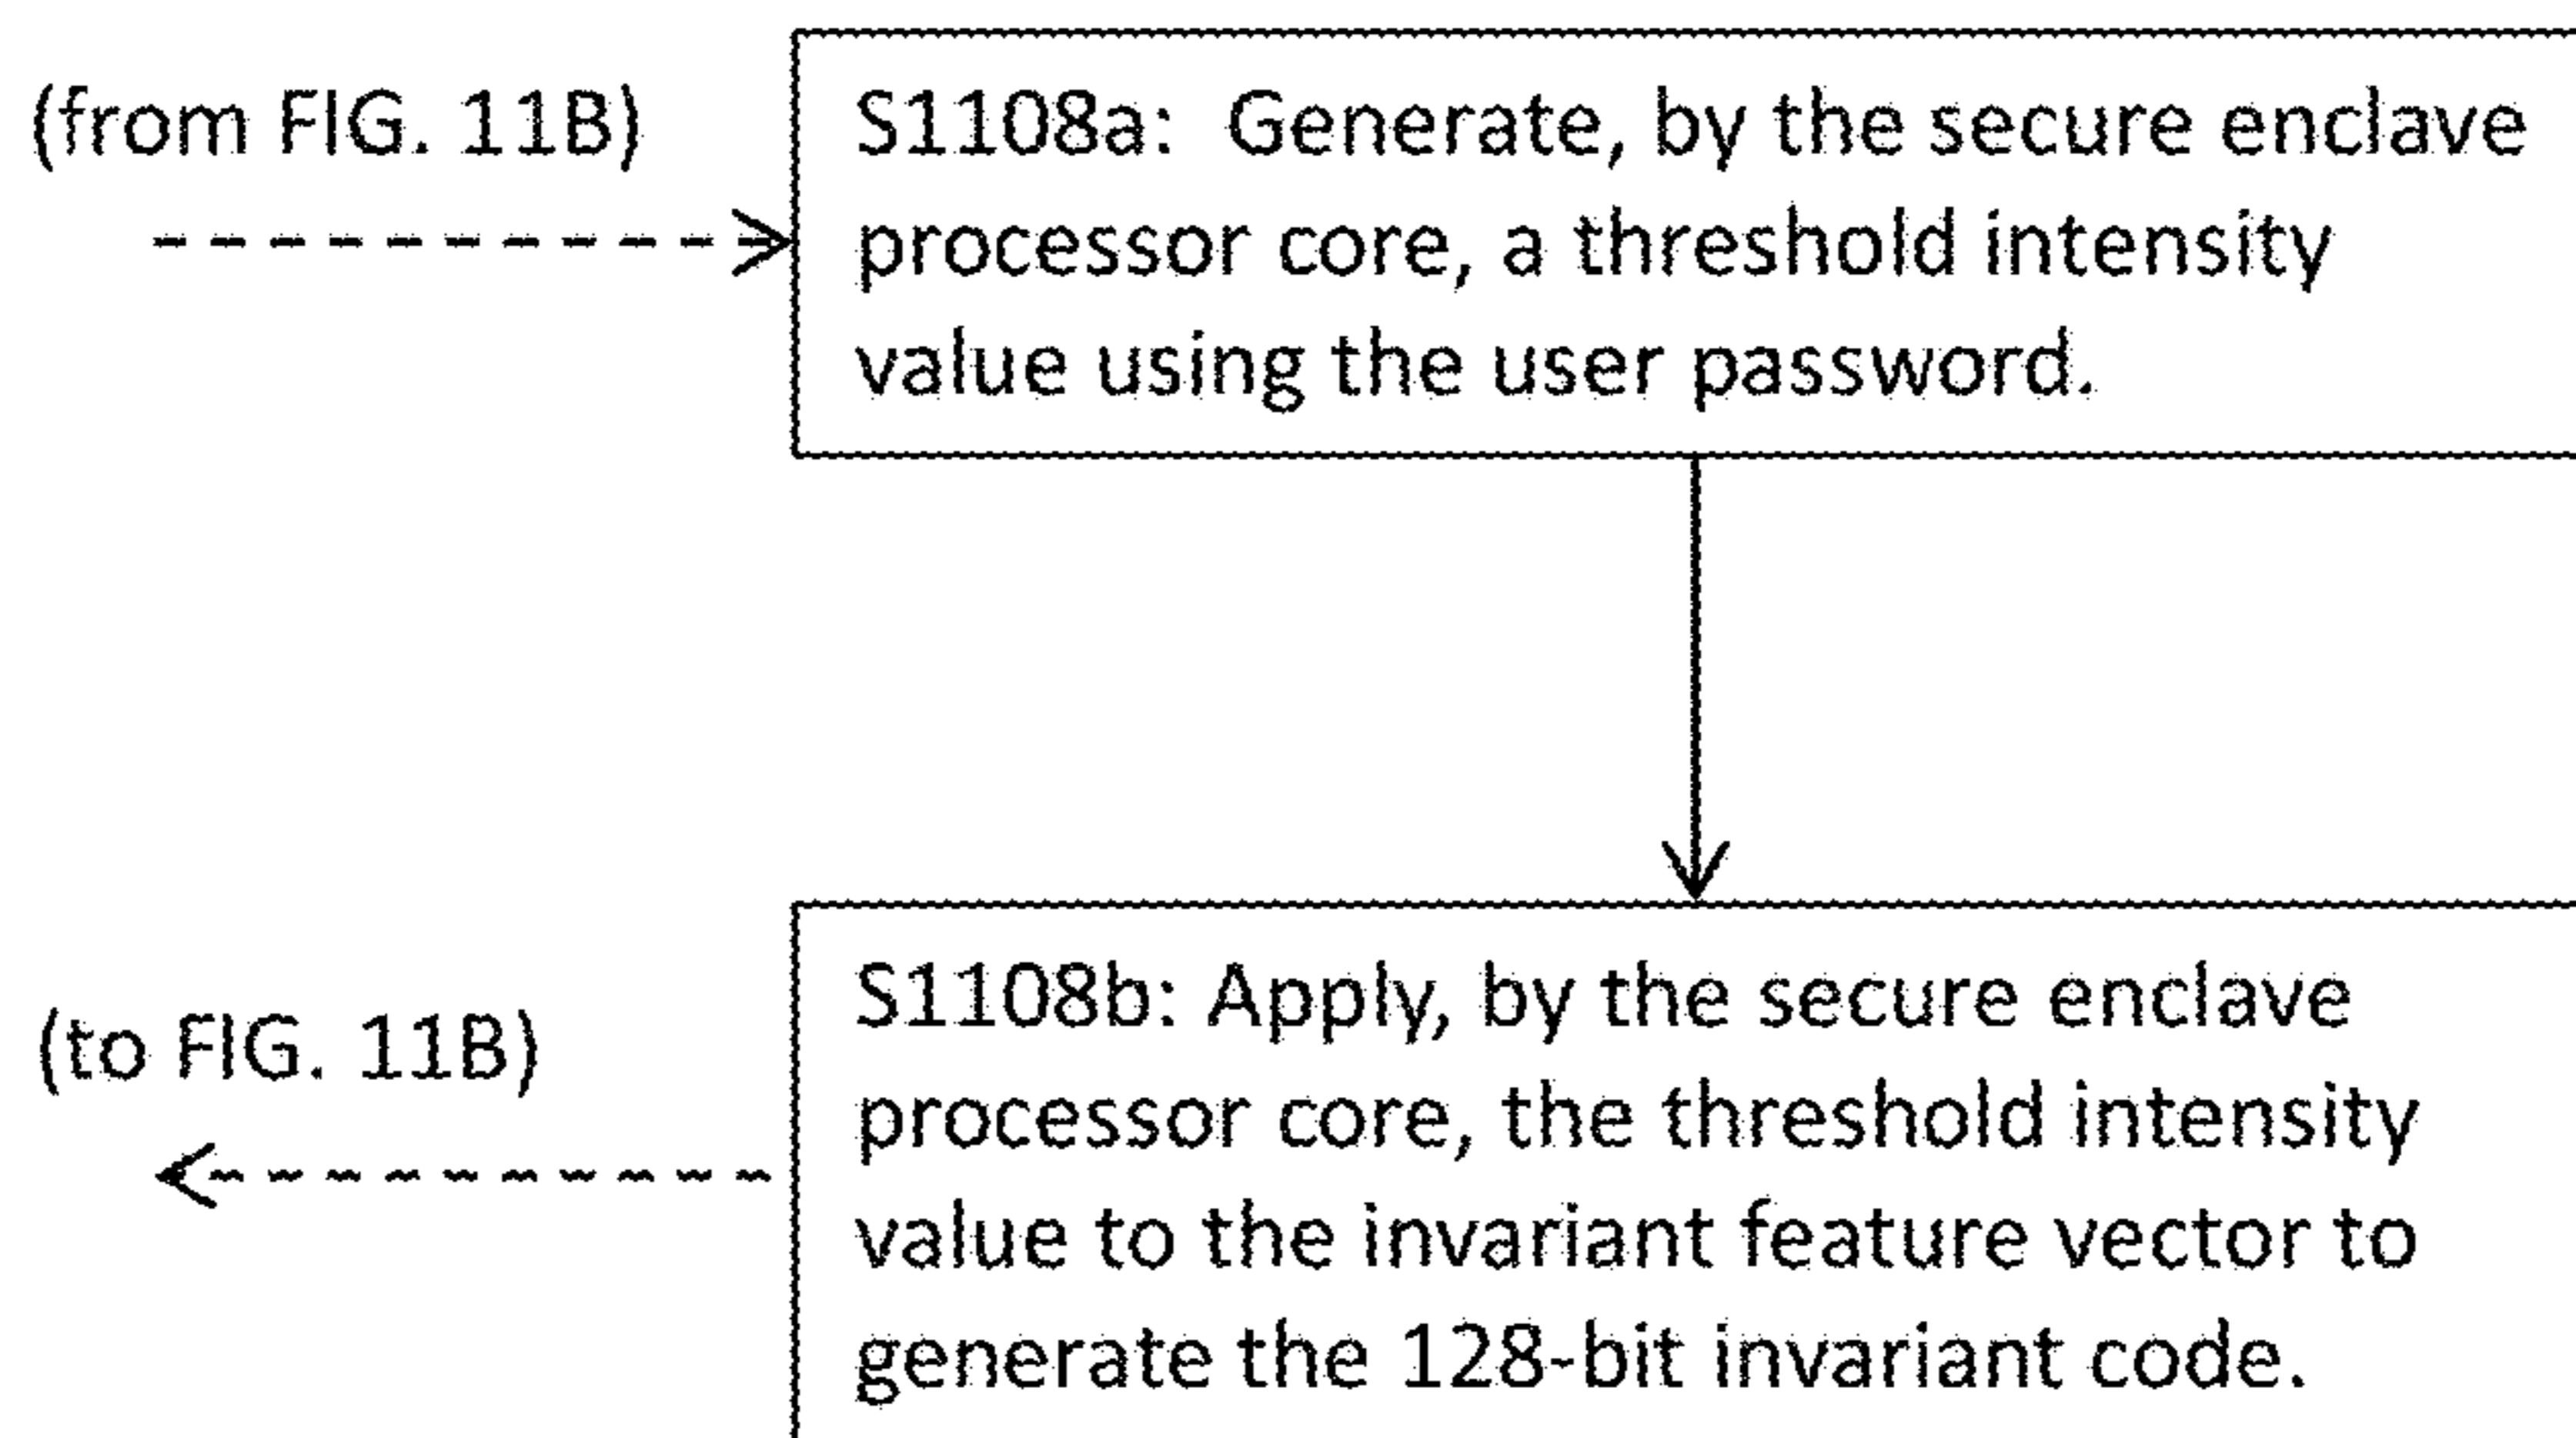 (from FIG. 11B)
S1108a: Generate, by the secure enclave
processor core, a threshold intensity
value using the user password.
S1108b: Apply, by the secure enclave
(to FIG. 11B)
processor core, the threshold intensity
value to the invariant feature vector to
generate the 128-bit invariant code.